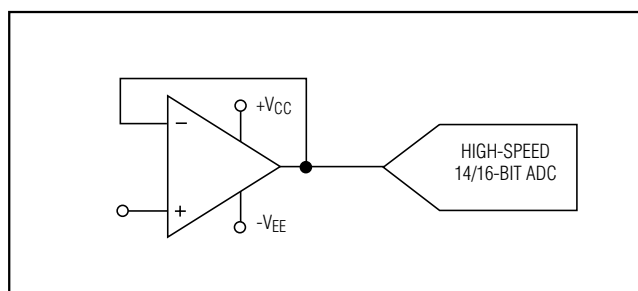 +VCC
−
+
-VEE
HIGH-SPEED
14/16-BIT ADC